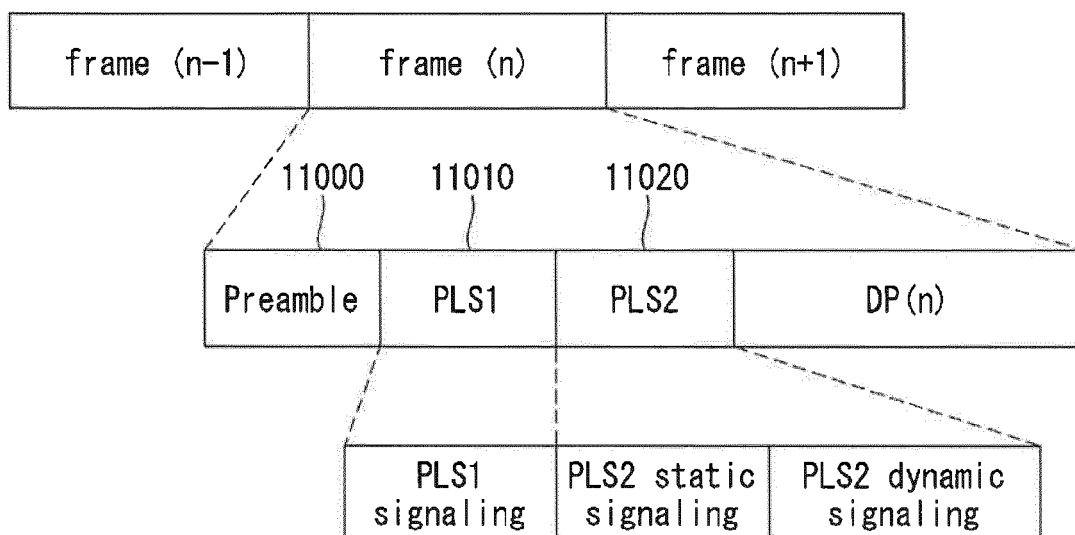 frame (n-1) frame (n) frame (n+1)
11000 11010 11020
Preamble PLS1 PLS2 DP(n)
PLS1 signaling
PLS2 static signaling
PLS2 dynamic signaling